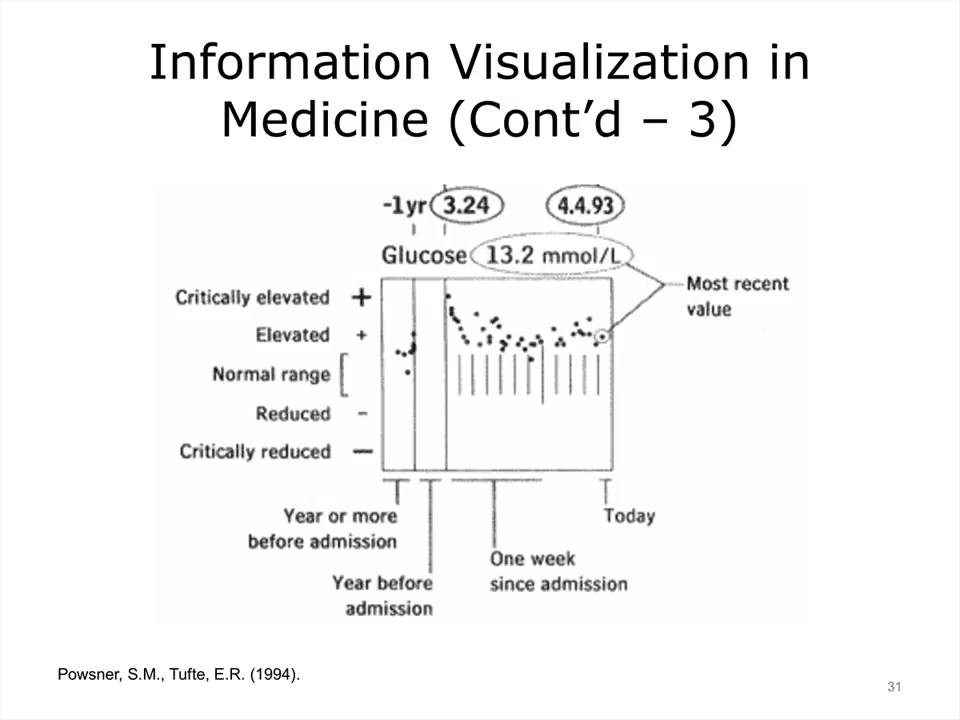 Information Visualization in
Medicine (Cont’d – 3)
-1yr 3.24 4.4.93
Glucose 13.2 mmol/L
Most recent
value
Critically elevated +
Elevated +
Normal range
Reduced –
Critically reduced —
Year or more
before admission
Today
One week
since admission
Year before
admission
Powsner, S.M., Tufte, E.R. (1994).
31